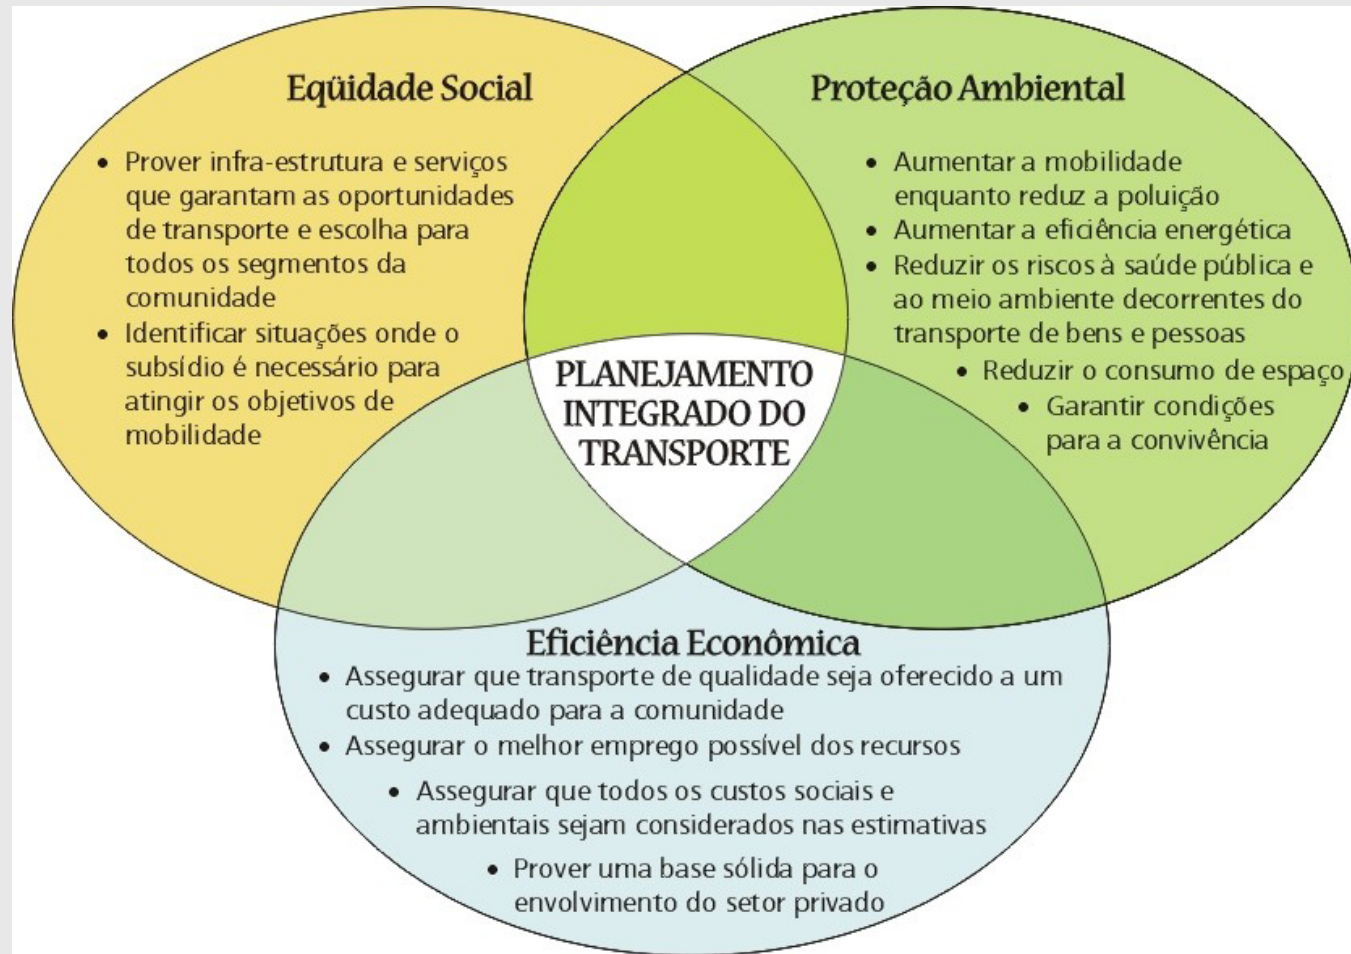 Eqüidade Social
• Prover infra-estrutura e serviços
que garantam as oportunidades
de transporte e escolha para
todos os segmentos da
comunidade
• Identificar situações onde o
subsídio é necessário para
atingir os objetivos de
mobilidade
Proteção Ambiental
• Aumentar a mobilidade
enquanto reduz a poluição
• Aumentar a eficiência energética
• Reduzir os riscos à saúde pública e
ao meio ambiente decorrentes do
transporte de bens e pessoas
• Reduzir o consumo de espaço
• Garantir condições
para a convivência
PLANEJAMENTO
INTEGRADO DO
TRANSPORTE
Eficiência Econômica
• Assegurar que transporte de qualidade seja oferecido a um
custo adequado para a comunidade
• Assegurar o melhor emprego possível dos recursos
• Assegurar que todos os custos sociais e
ambientais sejam considerados nas estimativas
• Prover uma base sólida para o
envolvimento do setor privado